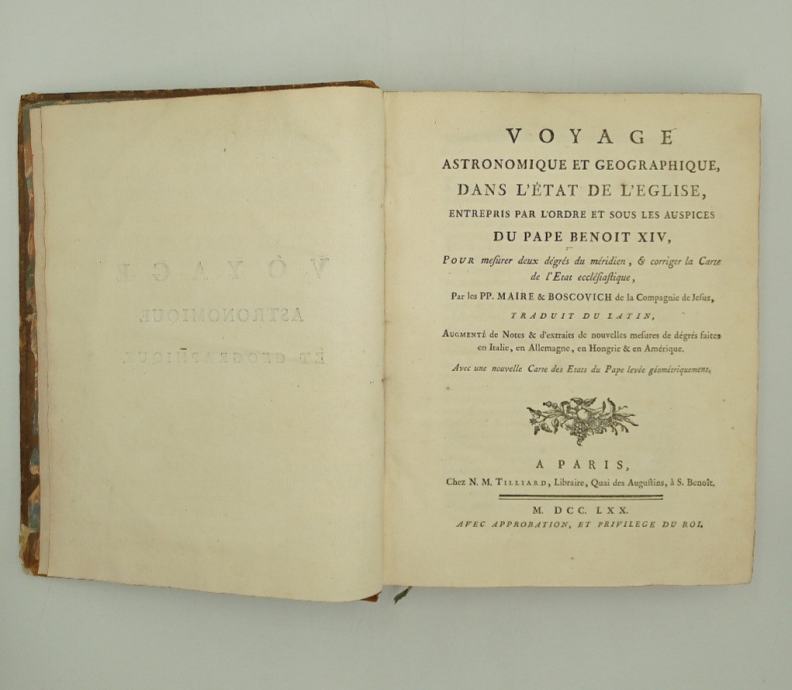 VOYAGE
ASTRONOMIQUE
ET GEOGRAPHIQUE.
VOYAGE
ASTRONOMIQUE ET GEOGRAPHIQUE,
DANS L'ÉTAT DE L'EGLISE,
ENTREPRIS PAR L'ORDRE ET SOUS LES AUSPICES
DU PAPE BENOIT XIV,
POUR meſurer deux dégrés du méridien, & corriger la Carte
de l'Etat eccléſiaſtique,
Par les PP. MAIRE & BOSCOVICH de la Compagnie de Jeſus,
TRADUIT DU LATIN,
AUGMENTÉ de Notes & d'extraits de nouvelles meſures de dégrés faites
en Italie, en Allemagne, en Hongrie & en Amérique.
Avec une nouvelle Carte des Etats du Pape levée géométriquement.
A PARIS,
Chez N. M. TILLIARD, Libraire, Quai des Auguſtins, à S. Benoît.
M. DCC. LXX.
AVEC APPROBATION, ET PRIVILEGE DU ROI.